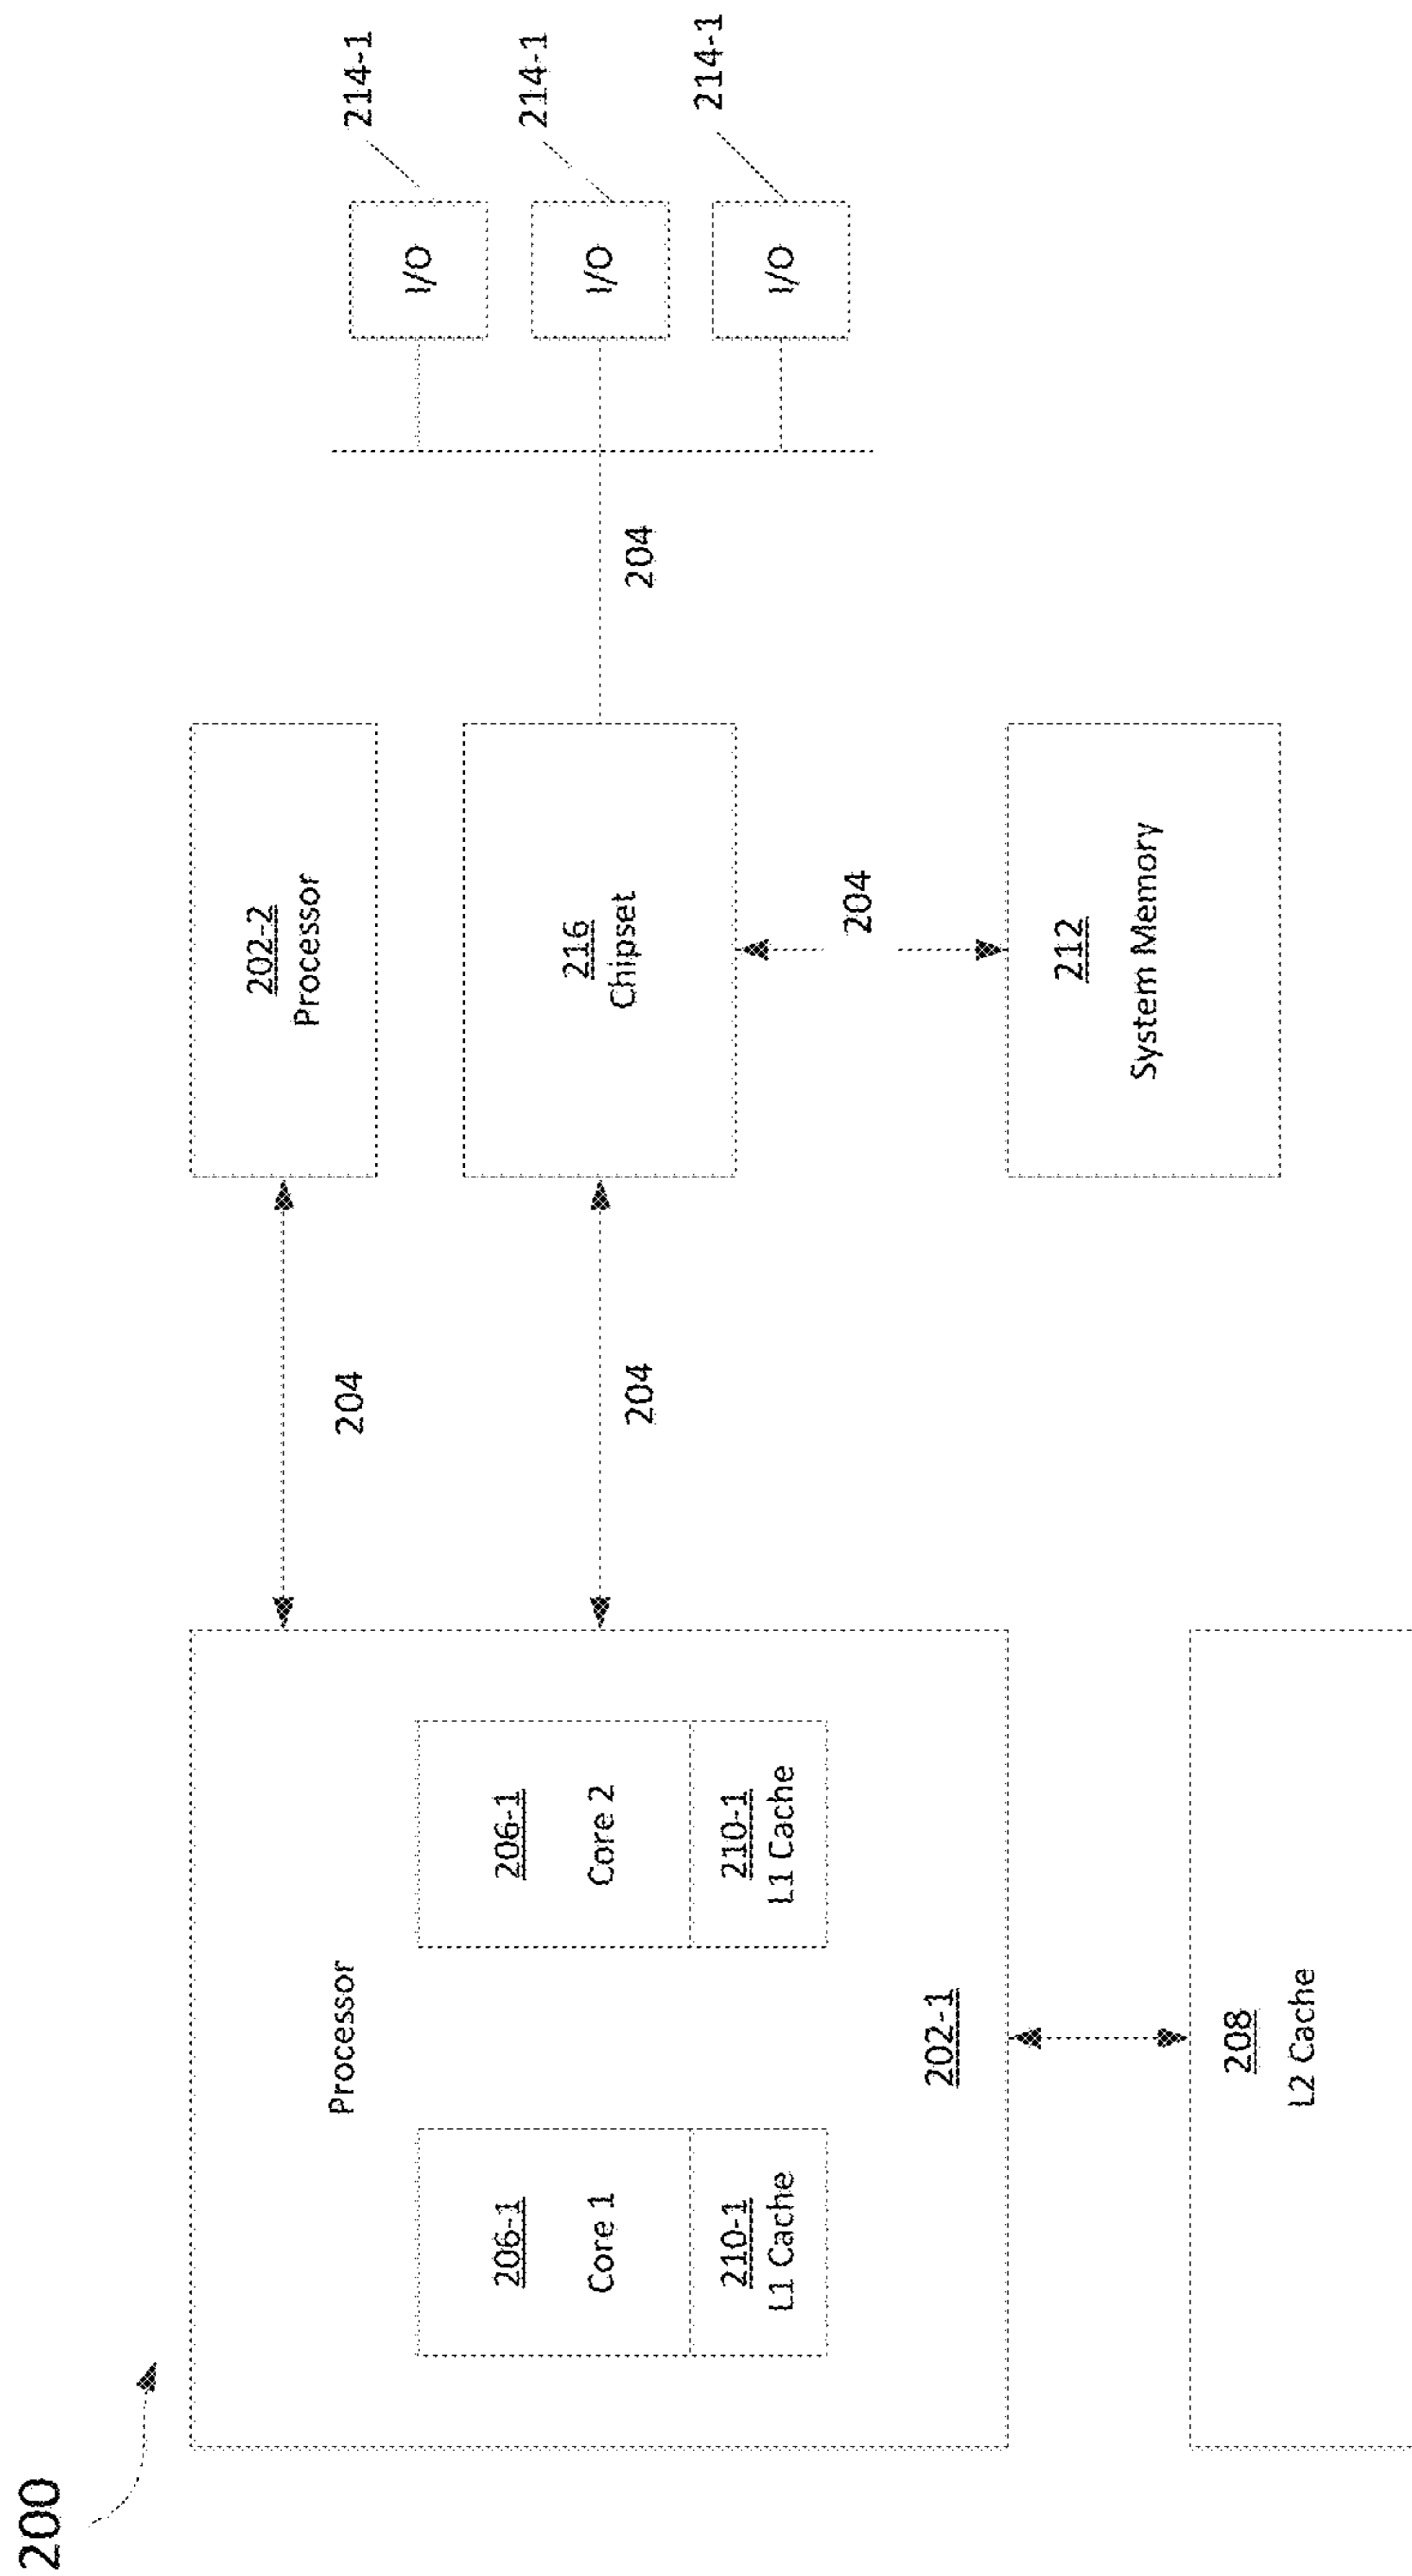 200
Processor
206-1
Core 1
210-1
L1 Cache
206-1
Core 2
210-1
L1 Cache
202-1
208
L2 Cache
204
204
202-2
Processor
216
Chipset
204
212
System Memory
204
I/O
214-1
I/O
214-1
I/O
214-1